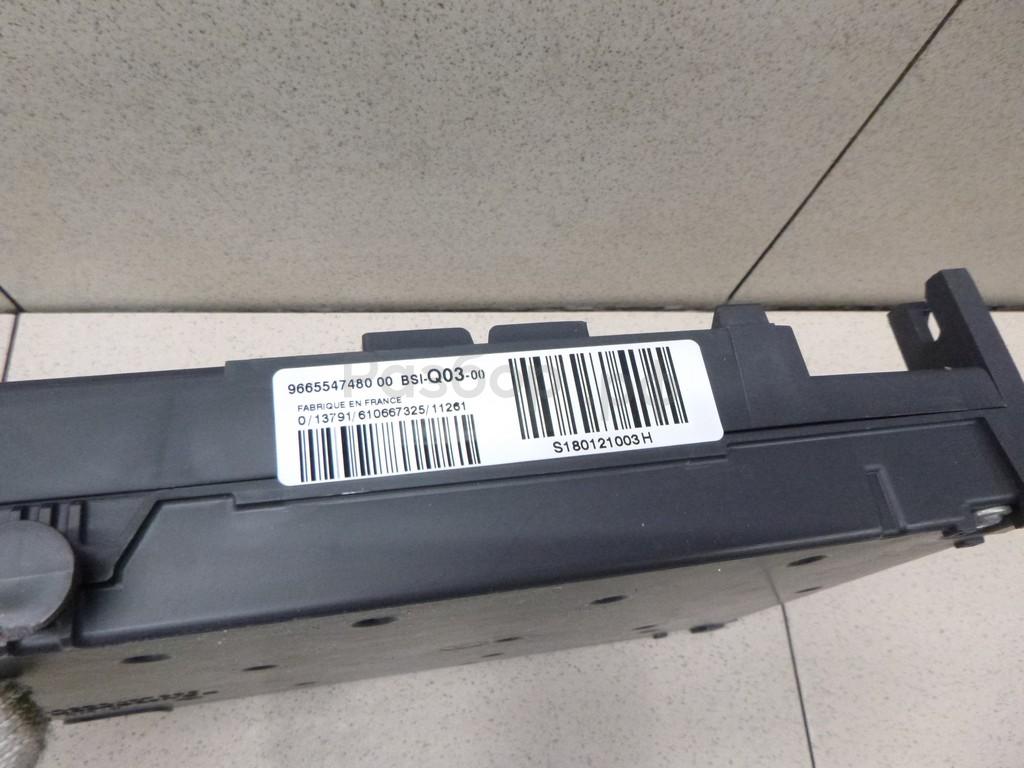 9665547480 00 BSI-Q03-00
FABRIQUE EN FRANCE
0/13791/610667325/11261
S180121003H